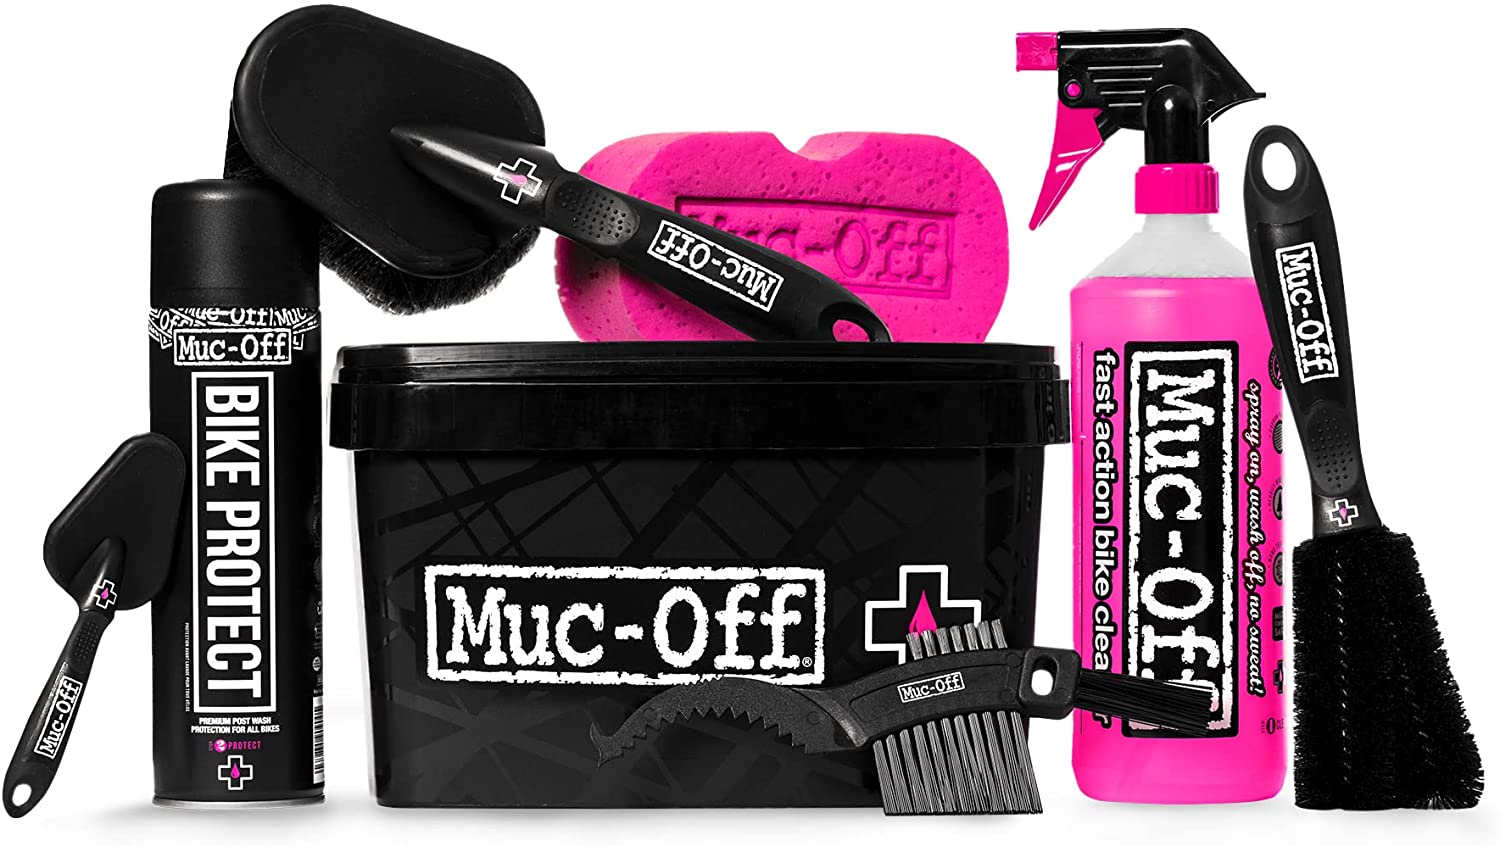 Muc-Off
Muc-Off
Muc-Off
BIKE PROTECT
PREMIUM POST WASH
PROTECTION FOR ALL BIKES
PROTECT
Muc-Off
Muc-Off
Muc-Off
Muc-Off®
Muc-Off
Muc-Off
fast action bike clea
spray on, wash off, no sweat!
Muc-Off